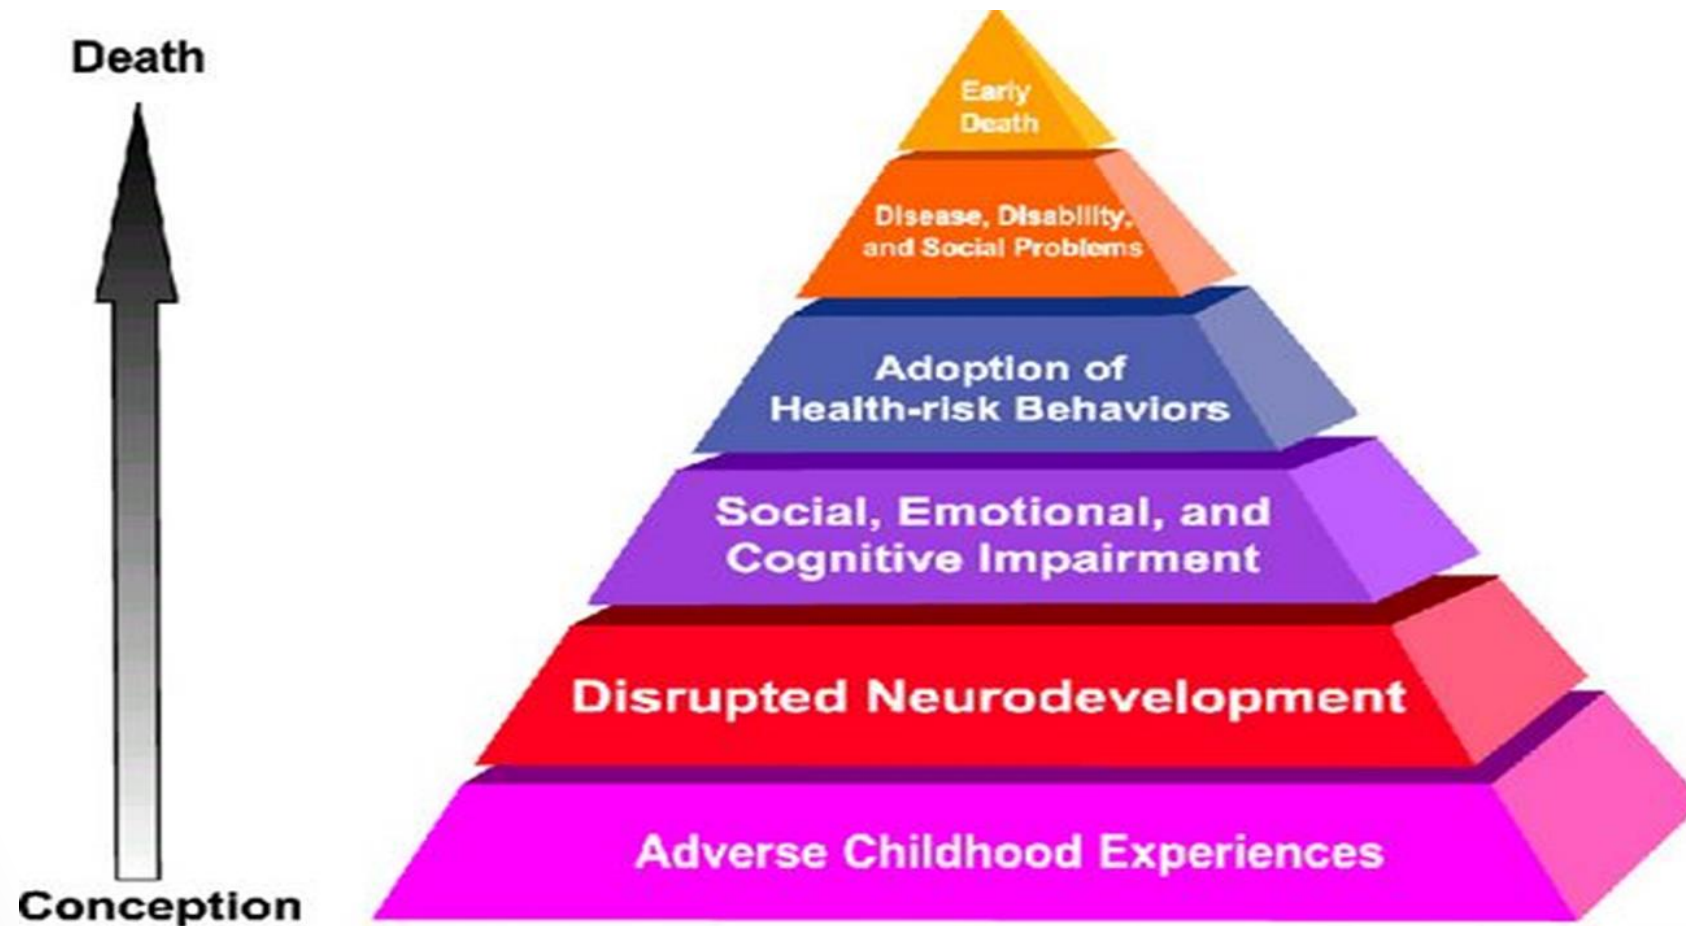 Death
Early
Death
Disease, Disability,
and Social Problems
Adoption of
Health-risk Behaviors
Social, Emotional, and
Cognitive Impairment
Disrupted Neurodevelopment
Adverse Childhood Experiences
Conception